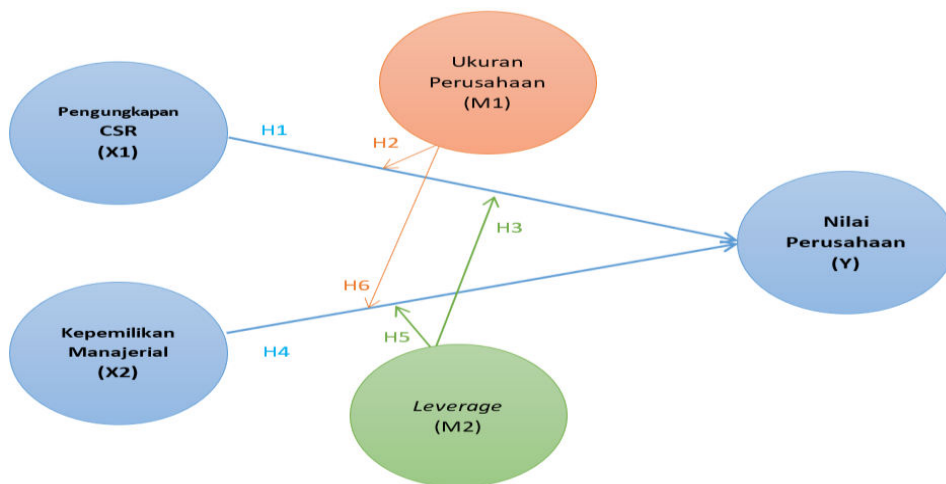 Ukuran
Perusahaan
(M1)
Pengungkapan
CSR
(X1)
H1
H2
H3
Nilai
Perusahaan
(Y)
H6
Kepemilikan
Manajerial
(X2)
H4
H5
Leverage
(M2)